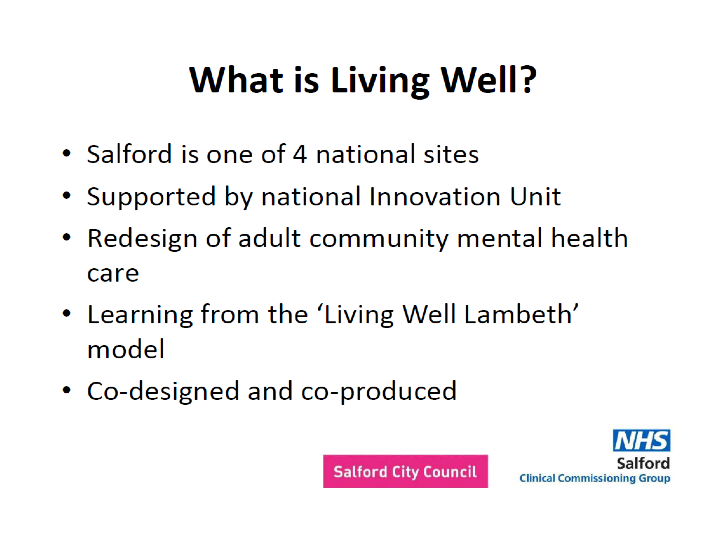 What is Living Well?
• Salford is one of 4 national sites
• Supported by national Innovation Unit
• Redesign of adult community mental health
care
• Learning from the ‘Living Well Lambeth’
model
• Co-designed and co-produced
Salford City Council
NHS
Salford
Clinical Commissioning Group